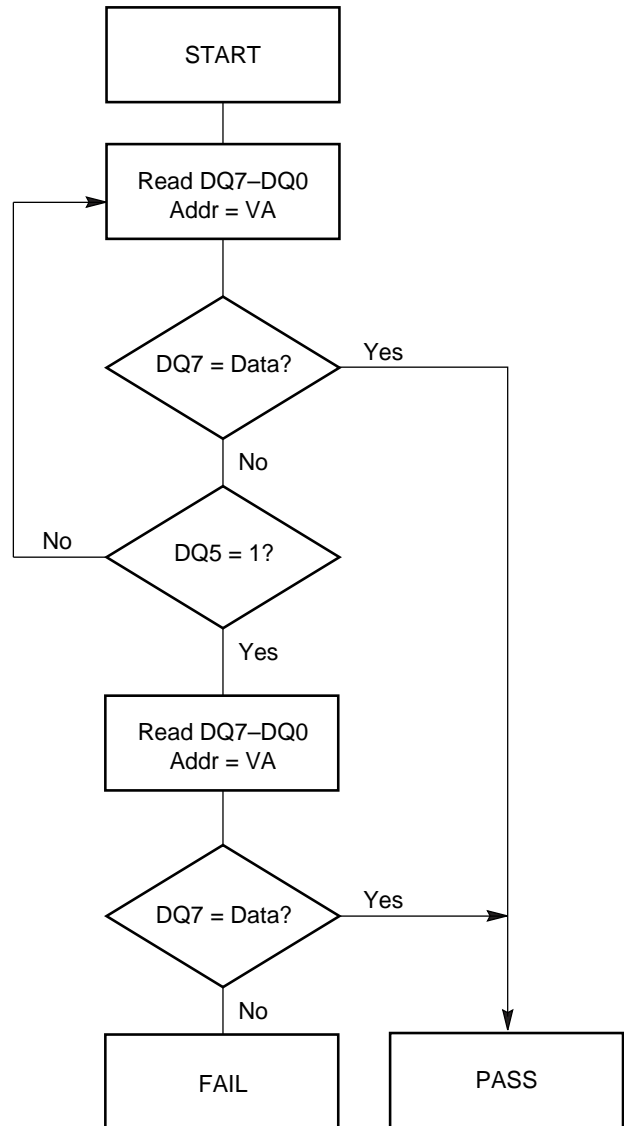 START
Read DQ7–DQ0
Addr = VA
DQ7 = Data?
Yes
No
DQ5 = 1?
No
Yes
Read DQ7–DQ0
Addr = VA
DQ7 = Data?
Yes
No
FAIL
PASS